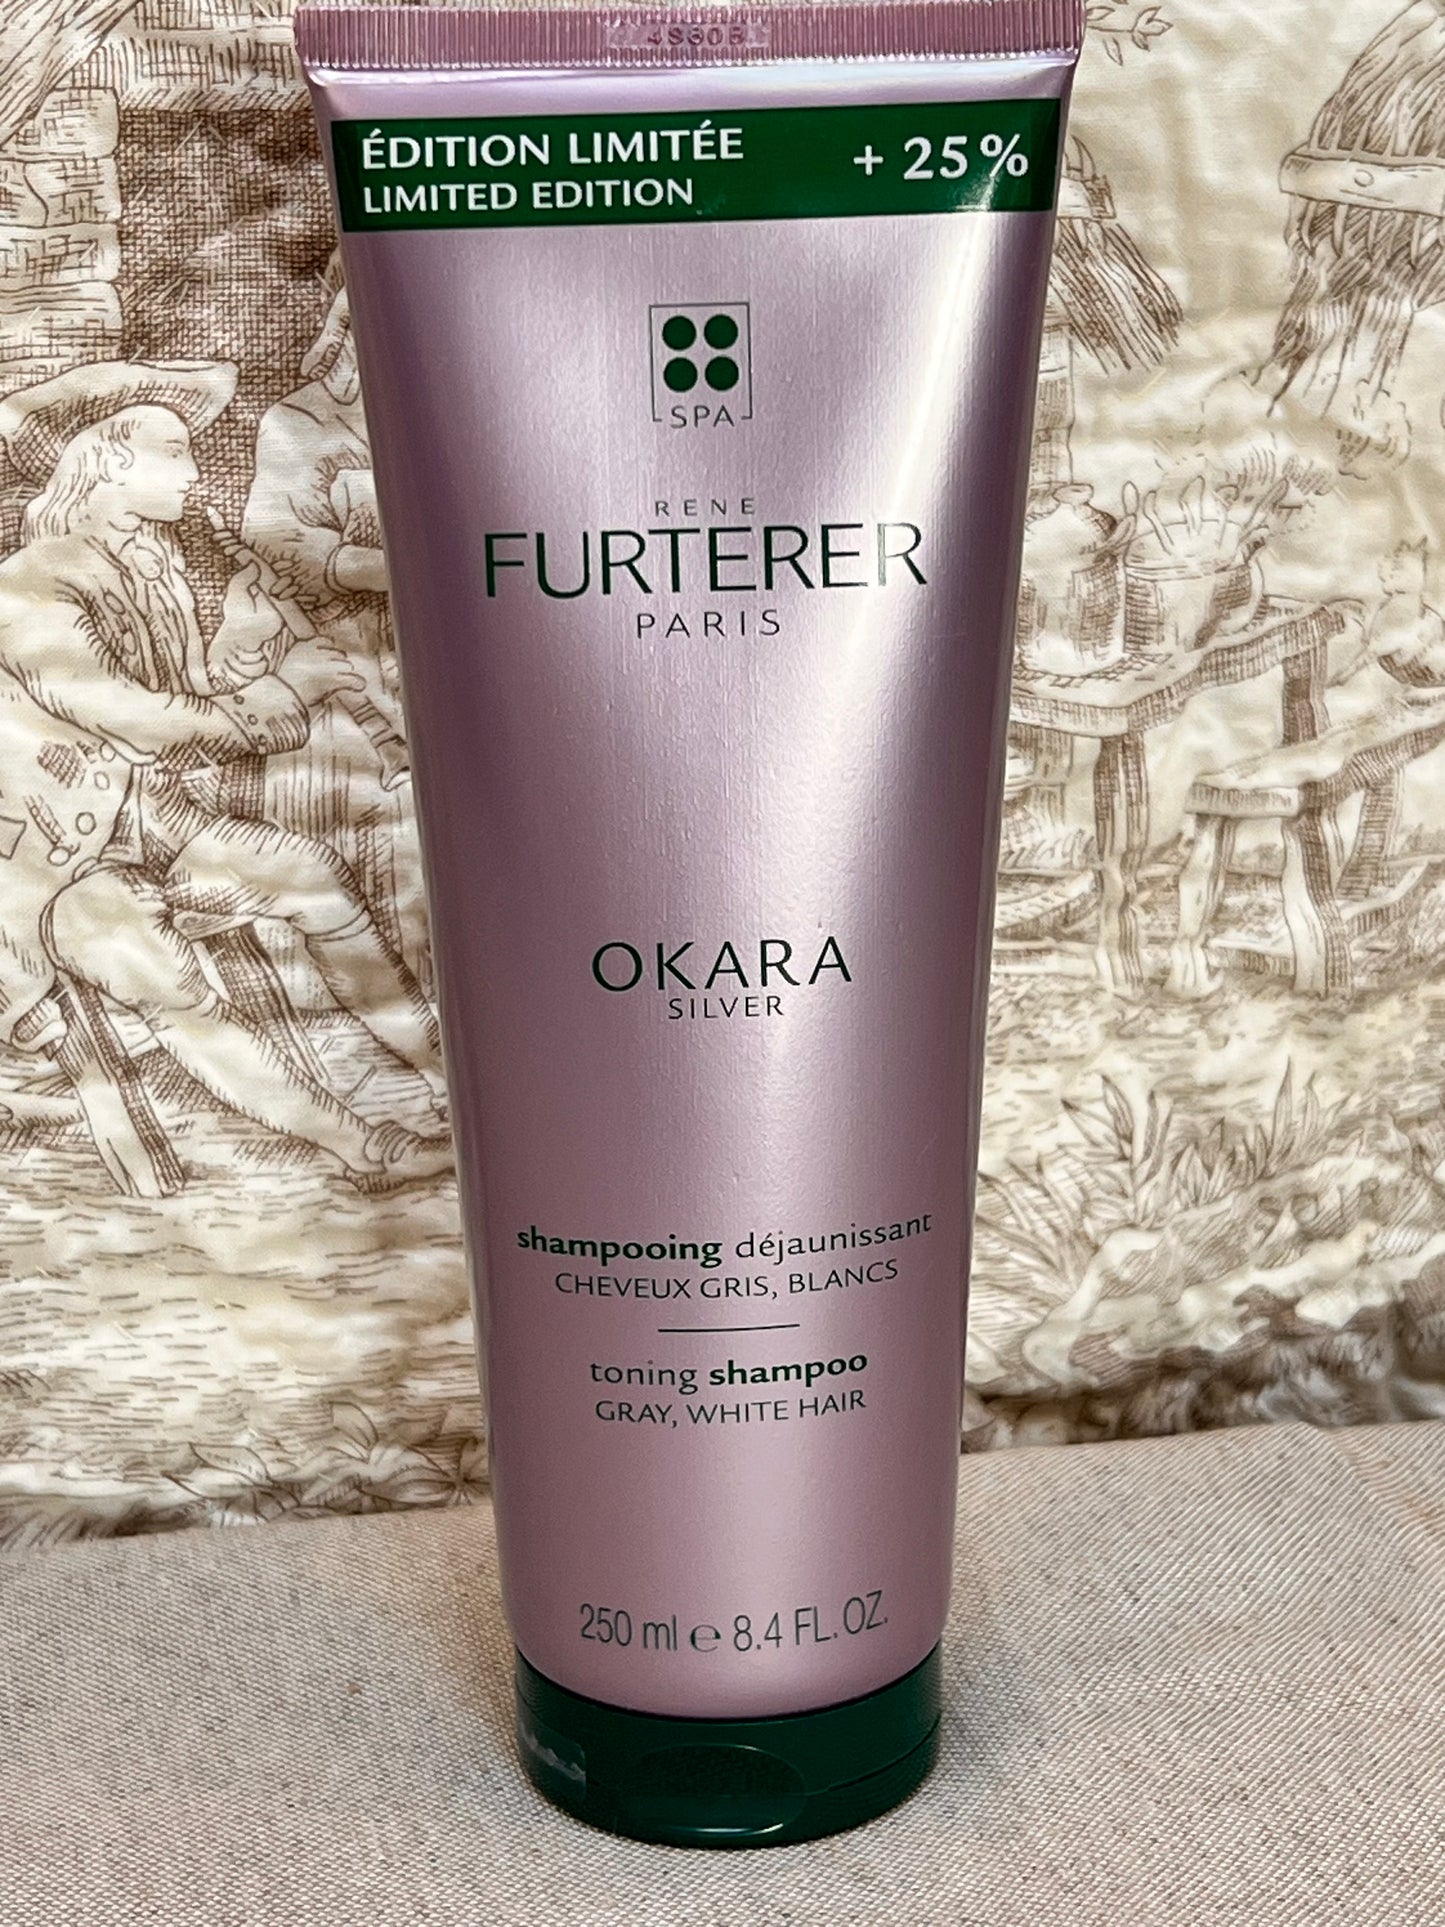 ÉDITION LIMITÉE
LIMITED EDITION
+ 25%
SPA
RENE
FURTERER
PARIS
OKARA
SILVER
shampooing déjaunissant
CHEVEUX GRIS, BLANCS
toning shampoo
GRAY, WHITE HAIR
250 ml e 8.4 FL. OZ.